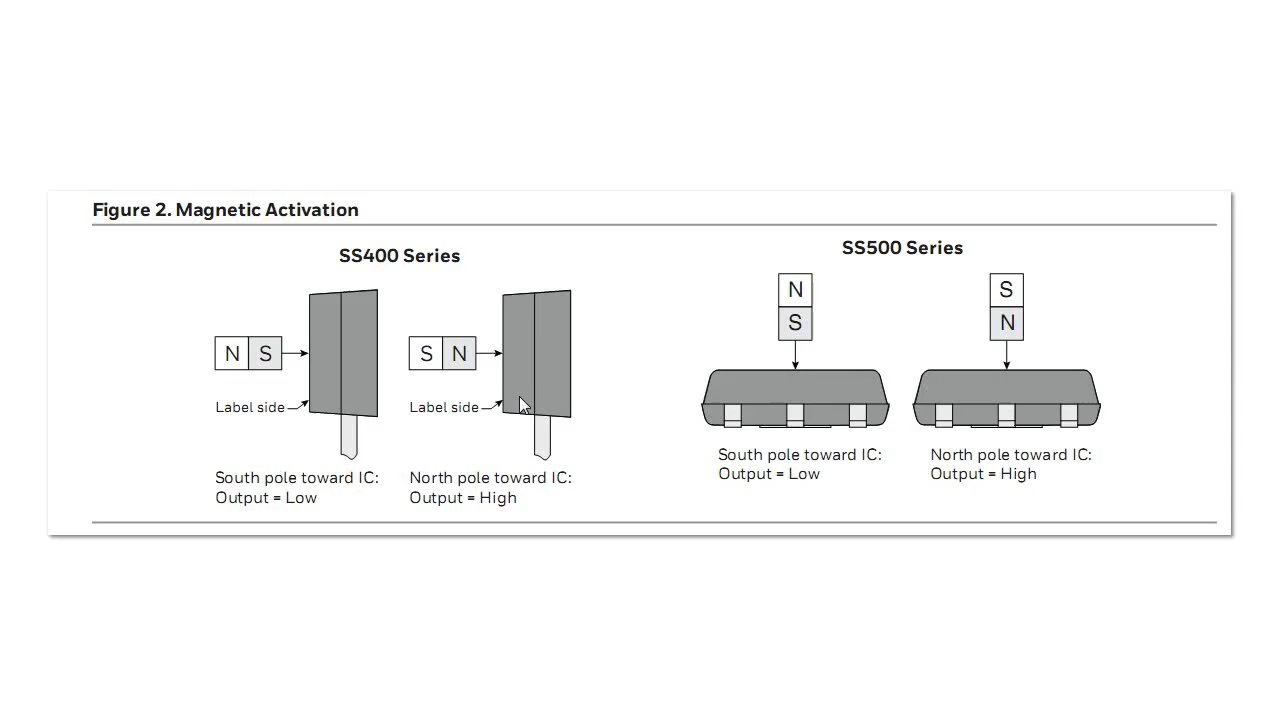 Figure 2. Magnetic Activation
SS400 Series
N S
Label side
South pole toward IC:
Output = Low
S N
Label side
North pole toward IC:
Output = High
SS500 Series
N
S
South pole toward IC:
Output = Low
S
N
North pole toward IC:
Output = High